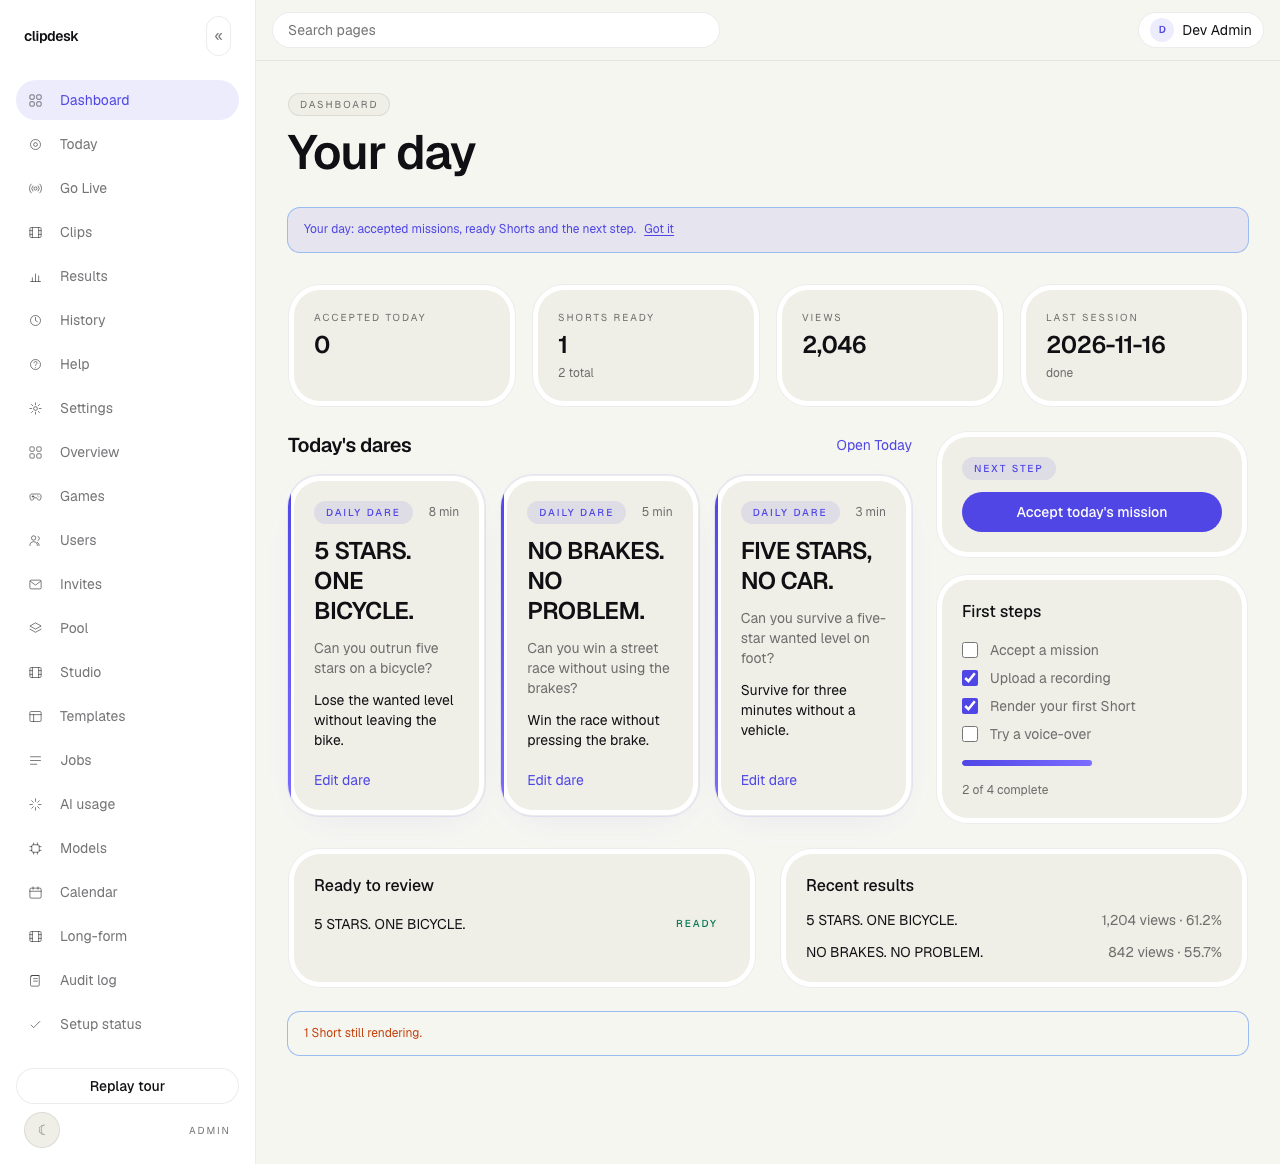 clipdesk
«
Search pages
D
Dev Admin
Dashboard
Today
Go Live
Clips
Results
History
Help
Settings
Overview
Games
Users
Invites
Pool
Studio
Templates
Jobs
AI usage
Models
Calendar
Long-form
Audit log
Setup status
Replay tour
ADMIN
DASHBOARD
Your day
Your day: accepted missions, ready Shorts and the next step. Got it
ACCEPTED TODAY
0
SHORTS READY
1
2 total
VIEWS
2,046
LAST SESSION
2026-11-16
done
Today's dares
Open Today
DAILY DARE
8 min
5 STARS.
ONE
BICYCLE.
Can you outrun five
stars on a bicycle?
Lose the wanted level
without leaving the
bike.
Edit dare
DAILY DARE
5 min
NO BRAKES.
NO
PROBLEM.
Can you win a street
race without using the
brakes?
Win the race without
pressing the brake.
Edit dare
DAILY DARE
3 min
FIVE STARS,
NO CAR.
Can you survive a five-
star wanted level on
foot?
Survive for three
minutes without a
vehicle.
Edit dare
NEXT STEP
Accept today's mission
First steps
Accept a mission
Upload a recording
Render your first Short
Try a voice-over
2 of 4 complete
Ready to review
5 STARS. ONE BICYCLE.
READY
Recent results
5 STARS. ONE BICYCLE.
1,204 views · 61.2%
NO BRAKES. NO PROBLEM.
842 views · 55.7%
1 Short still rendering.